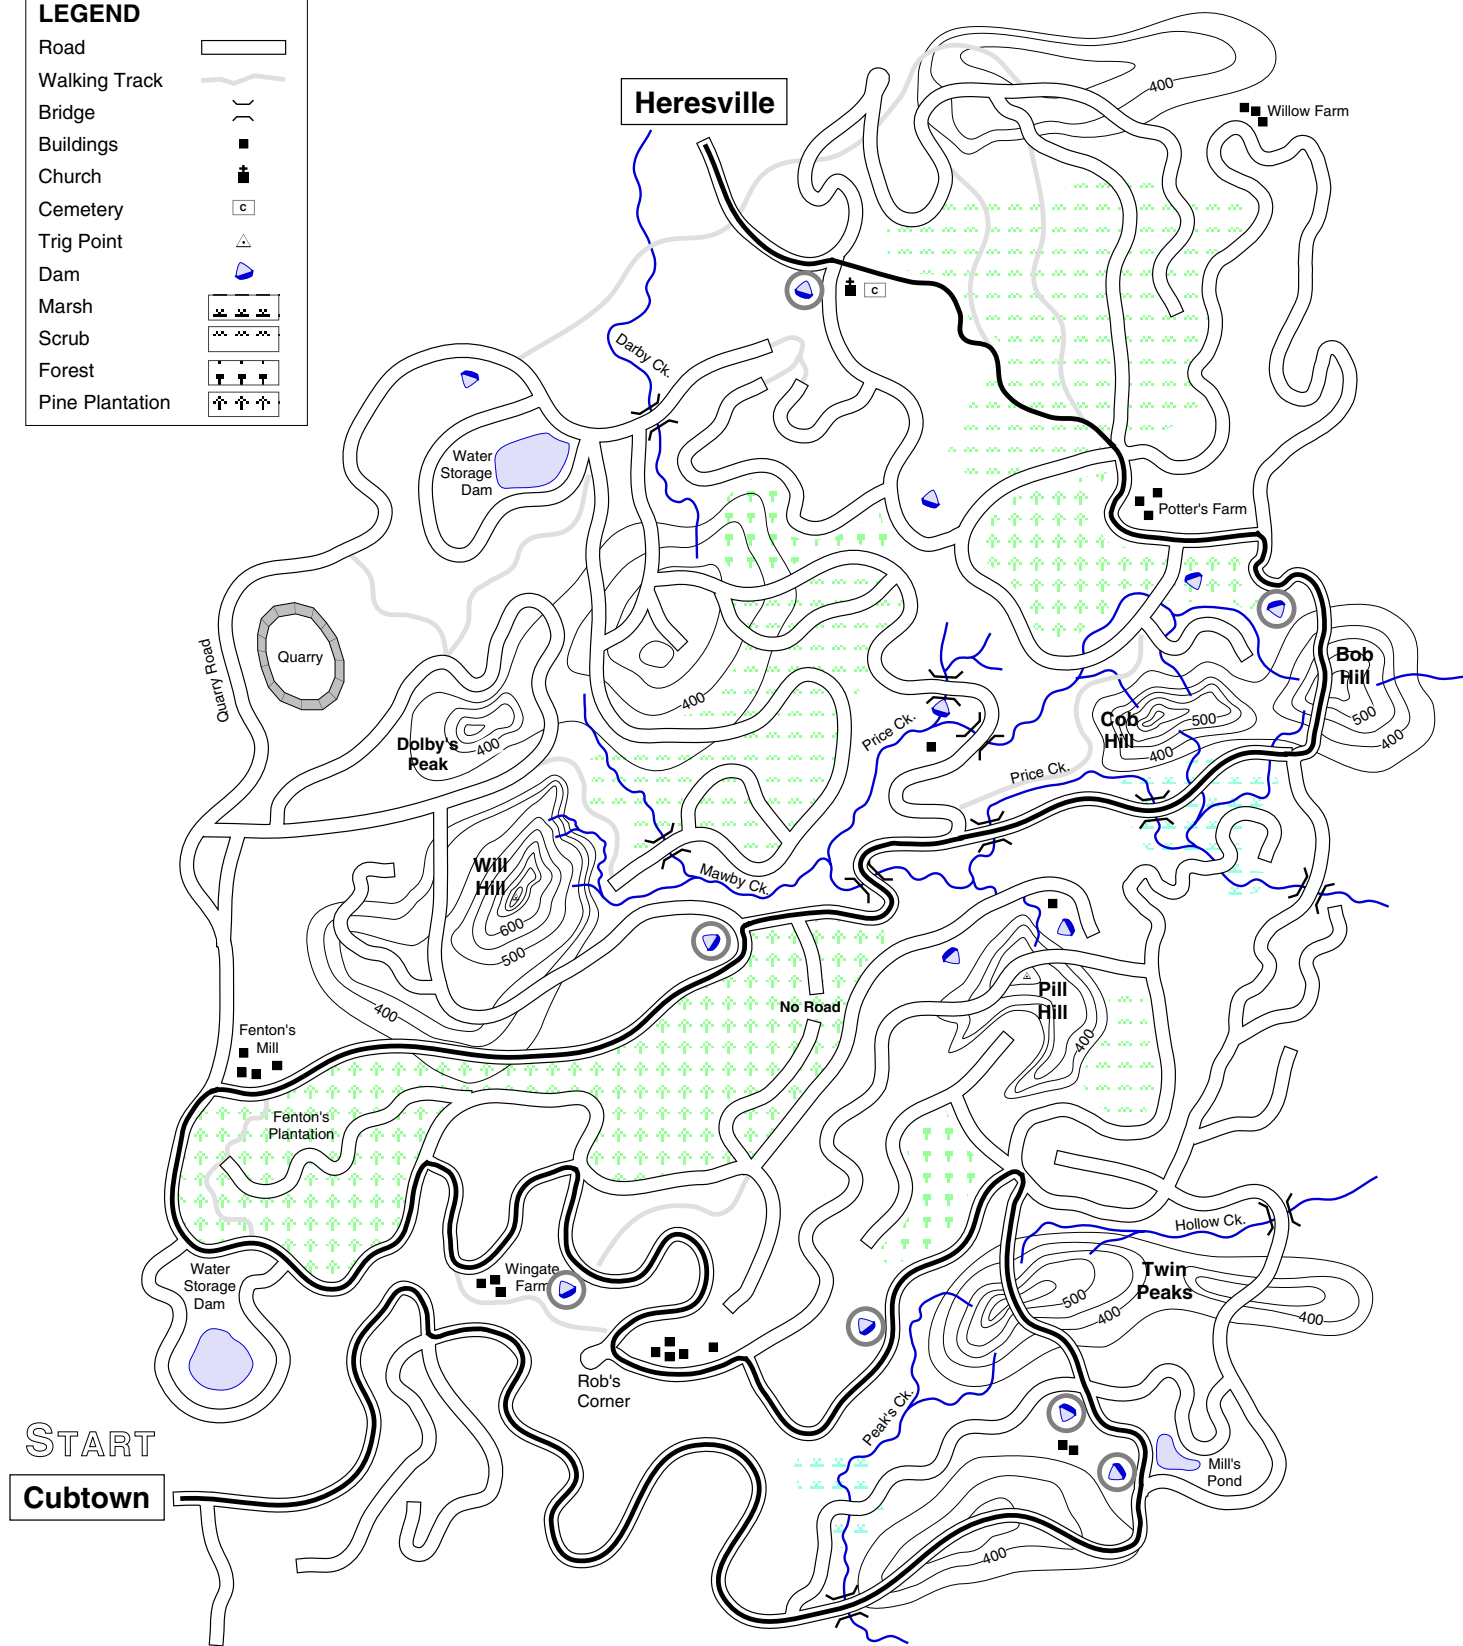 LEGEND
Road
Walking Track
Bridge
Buildings
Church
Cemetery
C
Trig Point
Dam
Marsh
Scrub
Forest
Pine Plantation
Heresville
400
Willow Farm
C
Darby Ck.
Water
Storage
Dam
Potter's Farm
Quarry
Quarry Road
Bob
Hill
500
400
400
Dolby's
Peak
400
Price Ck.
Cob
Hill
500
400
Price Ck.
Will
Hill
600
500
400
Mawby Ck.
No Road
Pill
Hill
400
Fenton's
Mill
Fenton's
Plantation
Hollow Ck.
Water
Storage
Dam
Wingate
Farm
Twin
Peaks
500
400
400
Rob's
Corner
Peak's Ck.
START
Cubtown
Mill's
Pond
400